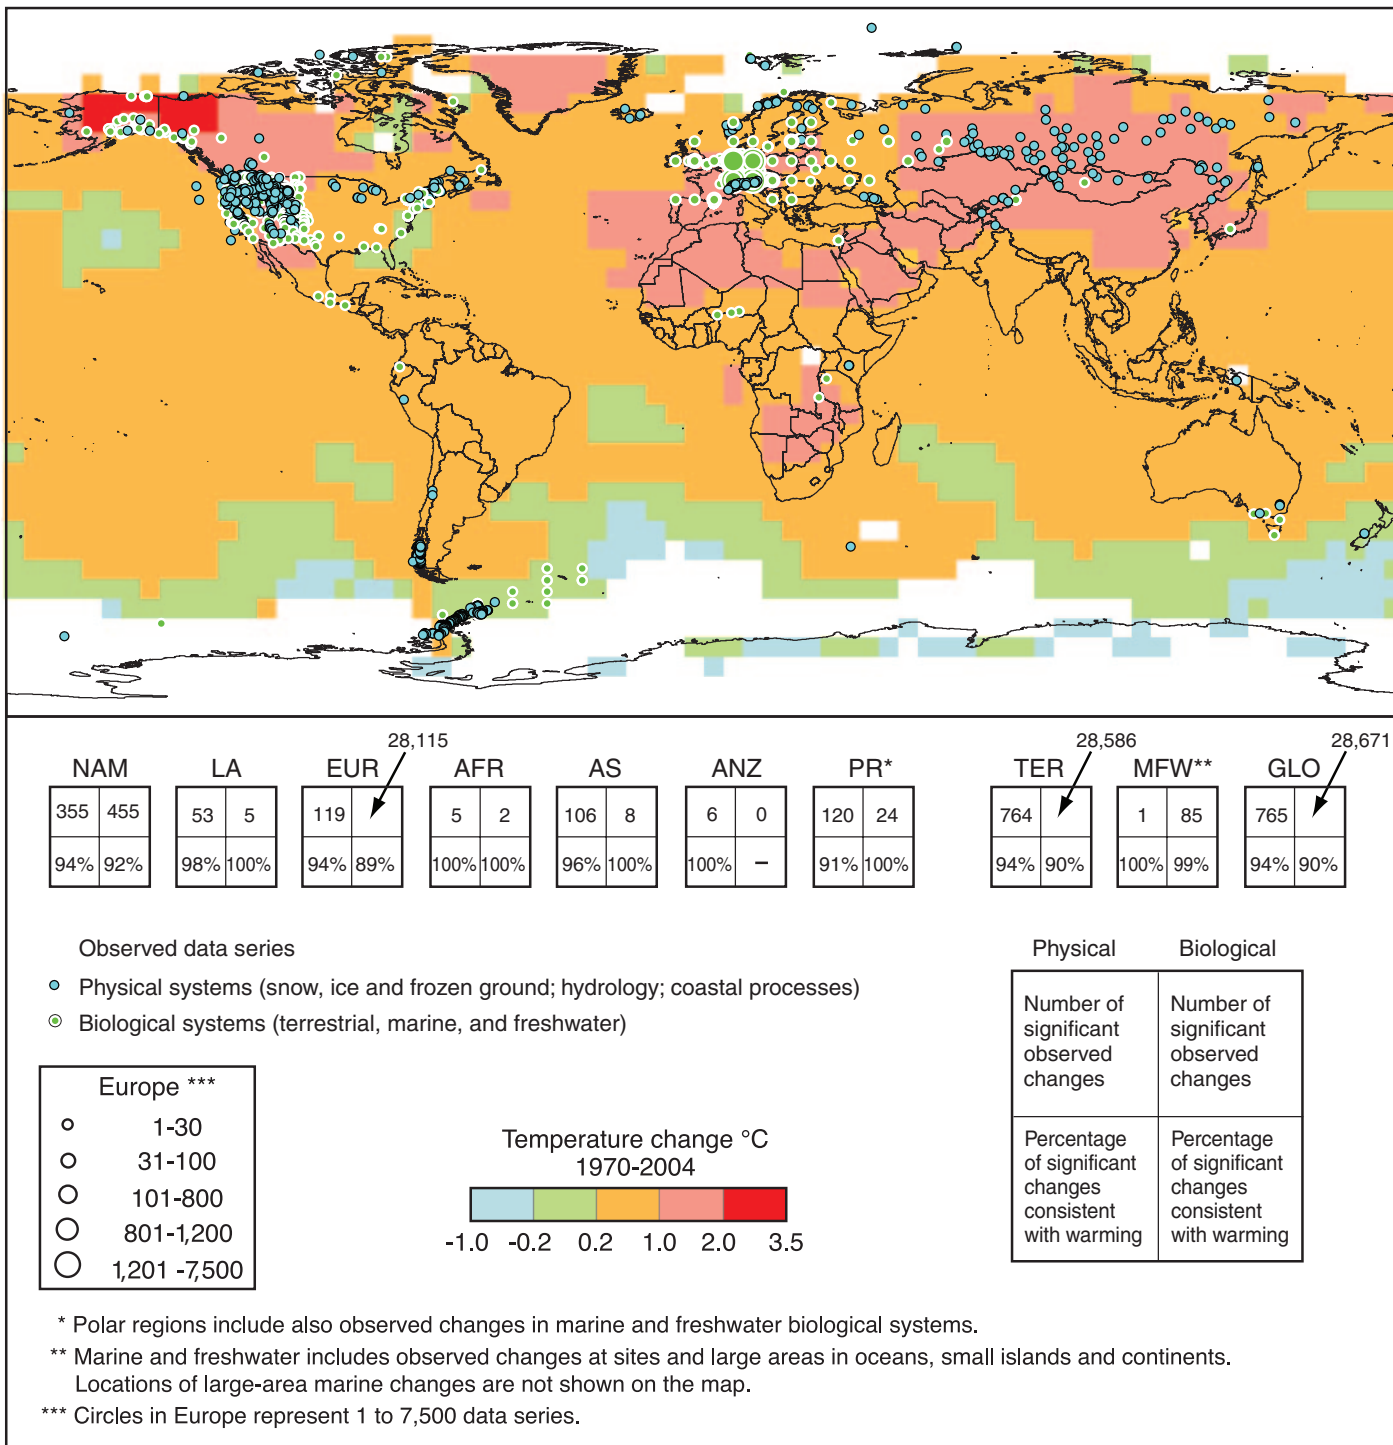 28,115
28,586
28,671
NAM LA EUR AFR AS ANZ PR* TER MFW** GLO
355 455 53 5 119 5 2 106 8 6 0 120 24 764 1 85 765
94% 92% 98% 100% 94% 89% 100% 100% 96% 100% 100% – 91% 100% 94% 90% 100% 99% 94% 90%
Observed data series
Physical systems (snow, ice and frozen ground; hydrology; coastal processes)
Biological systems (terrestrial, marine, and freshwater)
Europe ***
1-30
31-100
101-800
801-1,200
1,201 -7,500
Temperature change °C
1970-2004
-1.0 -0.2 0.2 1.0 2.0 3.5
Physical Biological
Number of
significant
observed
changes
Number of
significant
observed
changes
Percentage
of significant
changes
consistent
with warming
Percentage
of significant
changes
consistent
with warming
* Polar regions include also observed changes in marine and freshwater biological systems.
** Marine and freshwater includes observed changes at sites and large areas in oceans, small islands and continents.
Locations of large-area marine changes are not shown on the map.
*** Circles in Europe represent 1 to 7,500 data series.